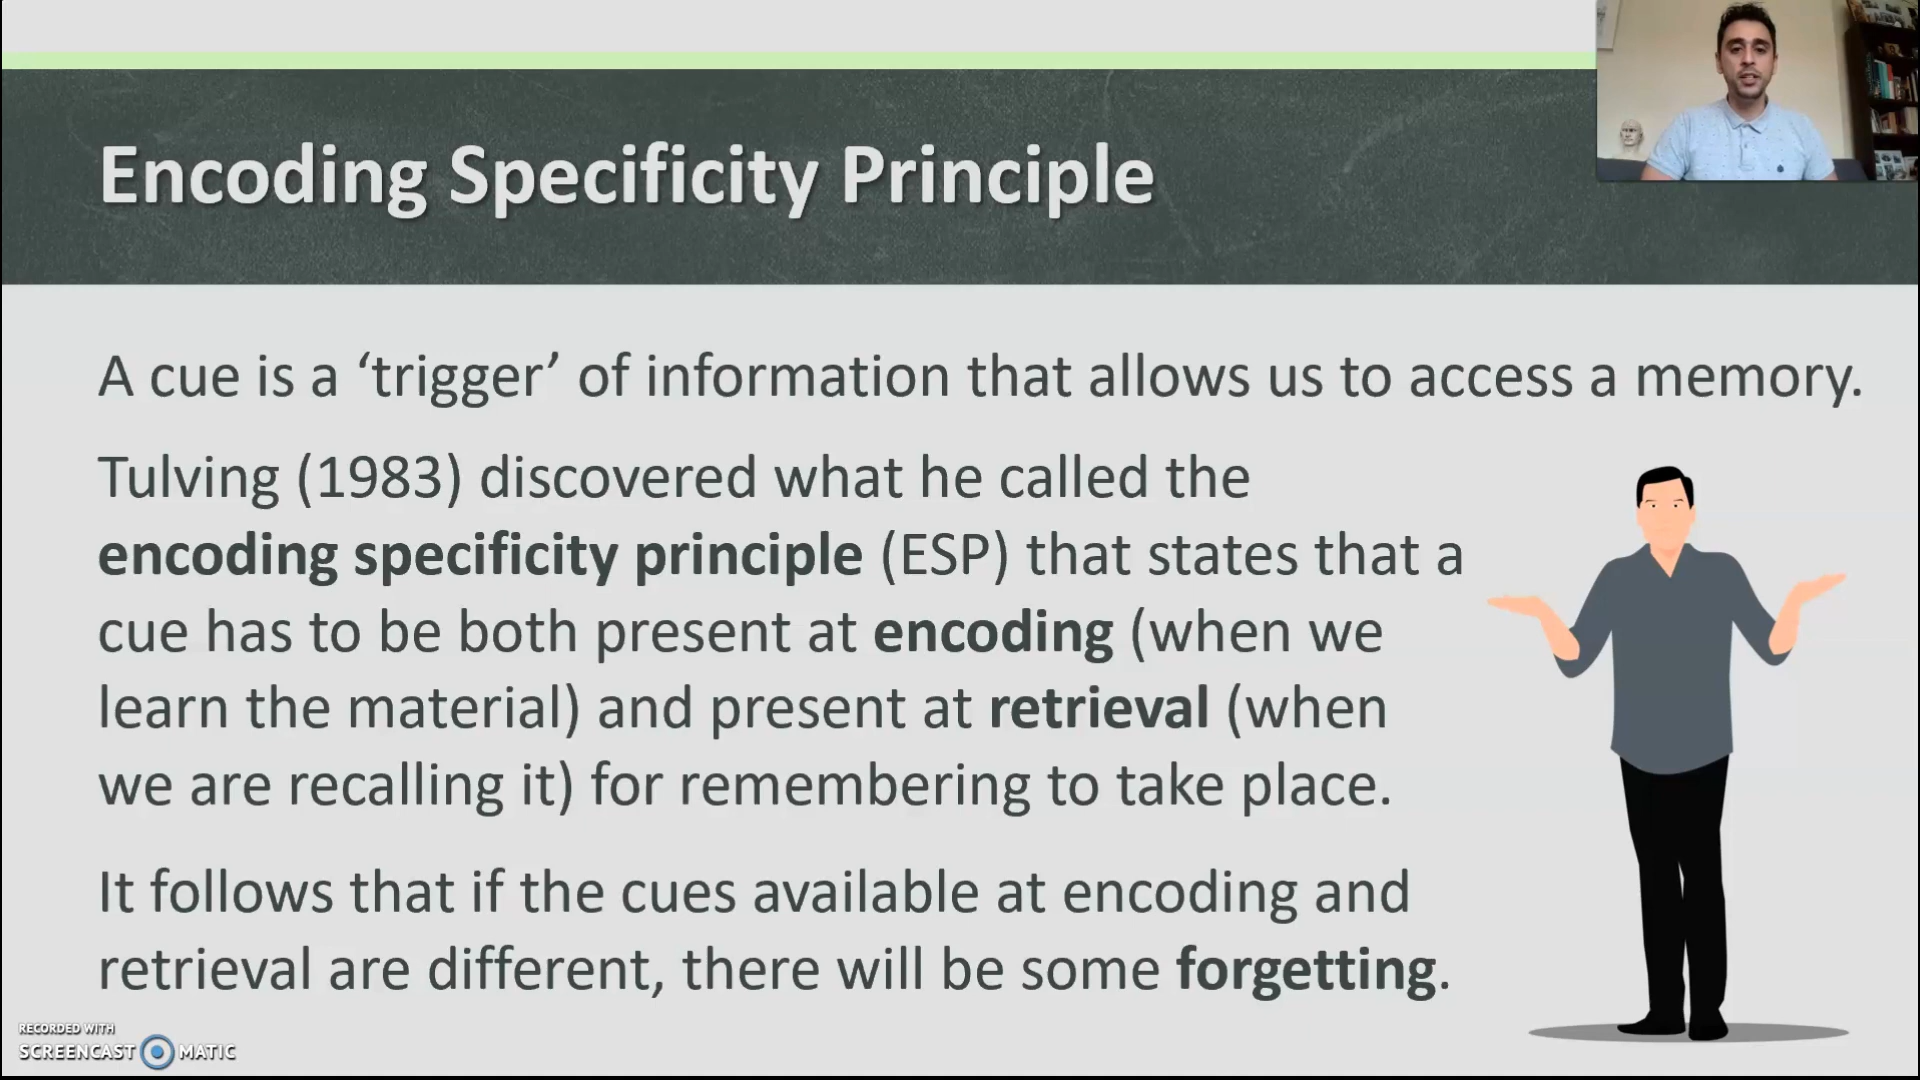 Encoding Specificity Principle
A cue is a ‘trigger’ of information that allows us to access a memory.
Tulving (1983) discovered what he called the
encoding specificity principle (ESP) that states that a
cue has to be both present at encoding (when we
learn the material) and present at retrieval (when
we are recalling it) for remembering to take place.
It follows that if the cues available at encoding and
retrieval are different, there will be some forgetting.
RECORDED WITH
SCREENCAST MATIC